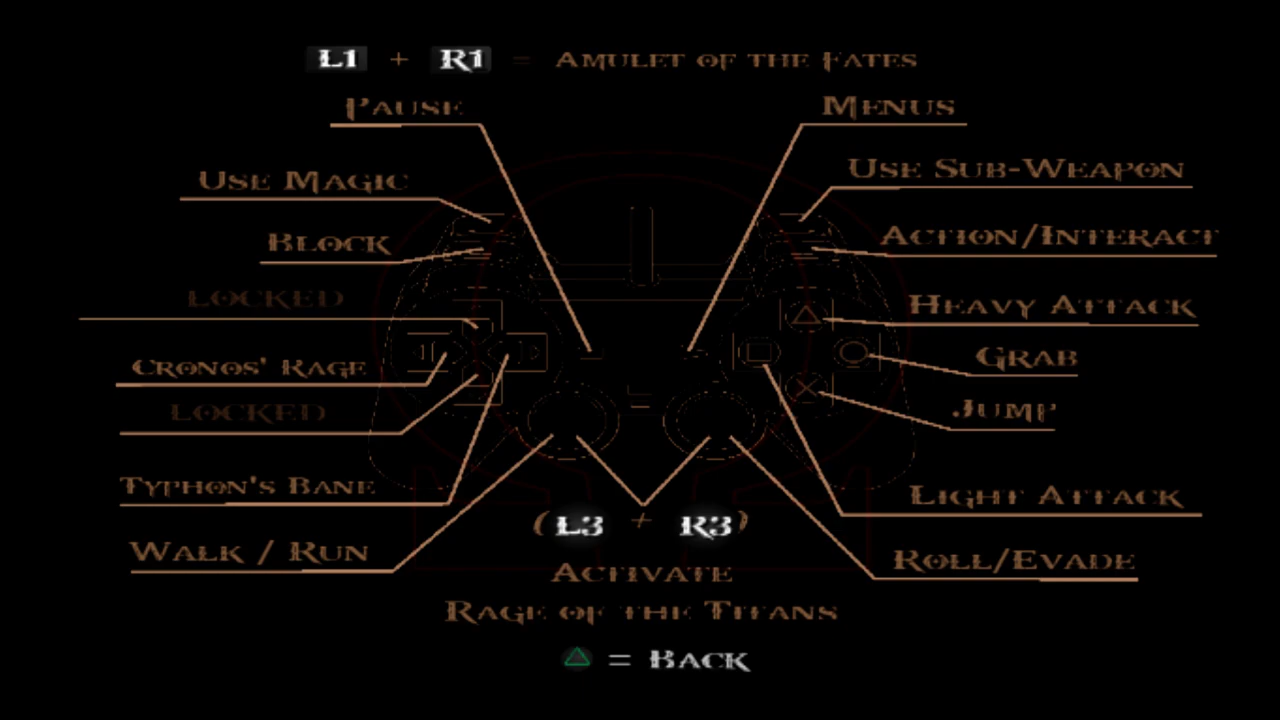 L1 + R1 = Amulet of the Fates
Pause
Menus
Use Magic
Use Sub-Weapon
Block
Action/Interact
Locked
Heavy Attack
Cronos' Rage
Grab
Locked
Jump
Typhon's Bane
Light Attack
(L3 + R3)
Walk / Run
Roll/Evade
Activate
Rage of the Titans
= Back